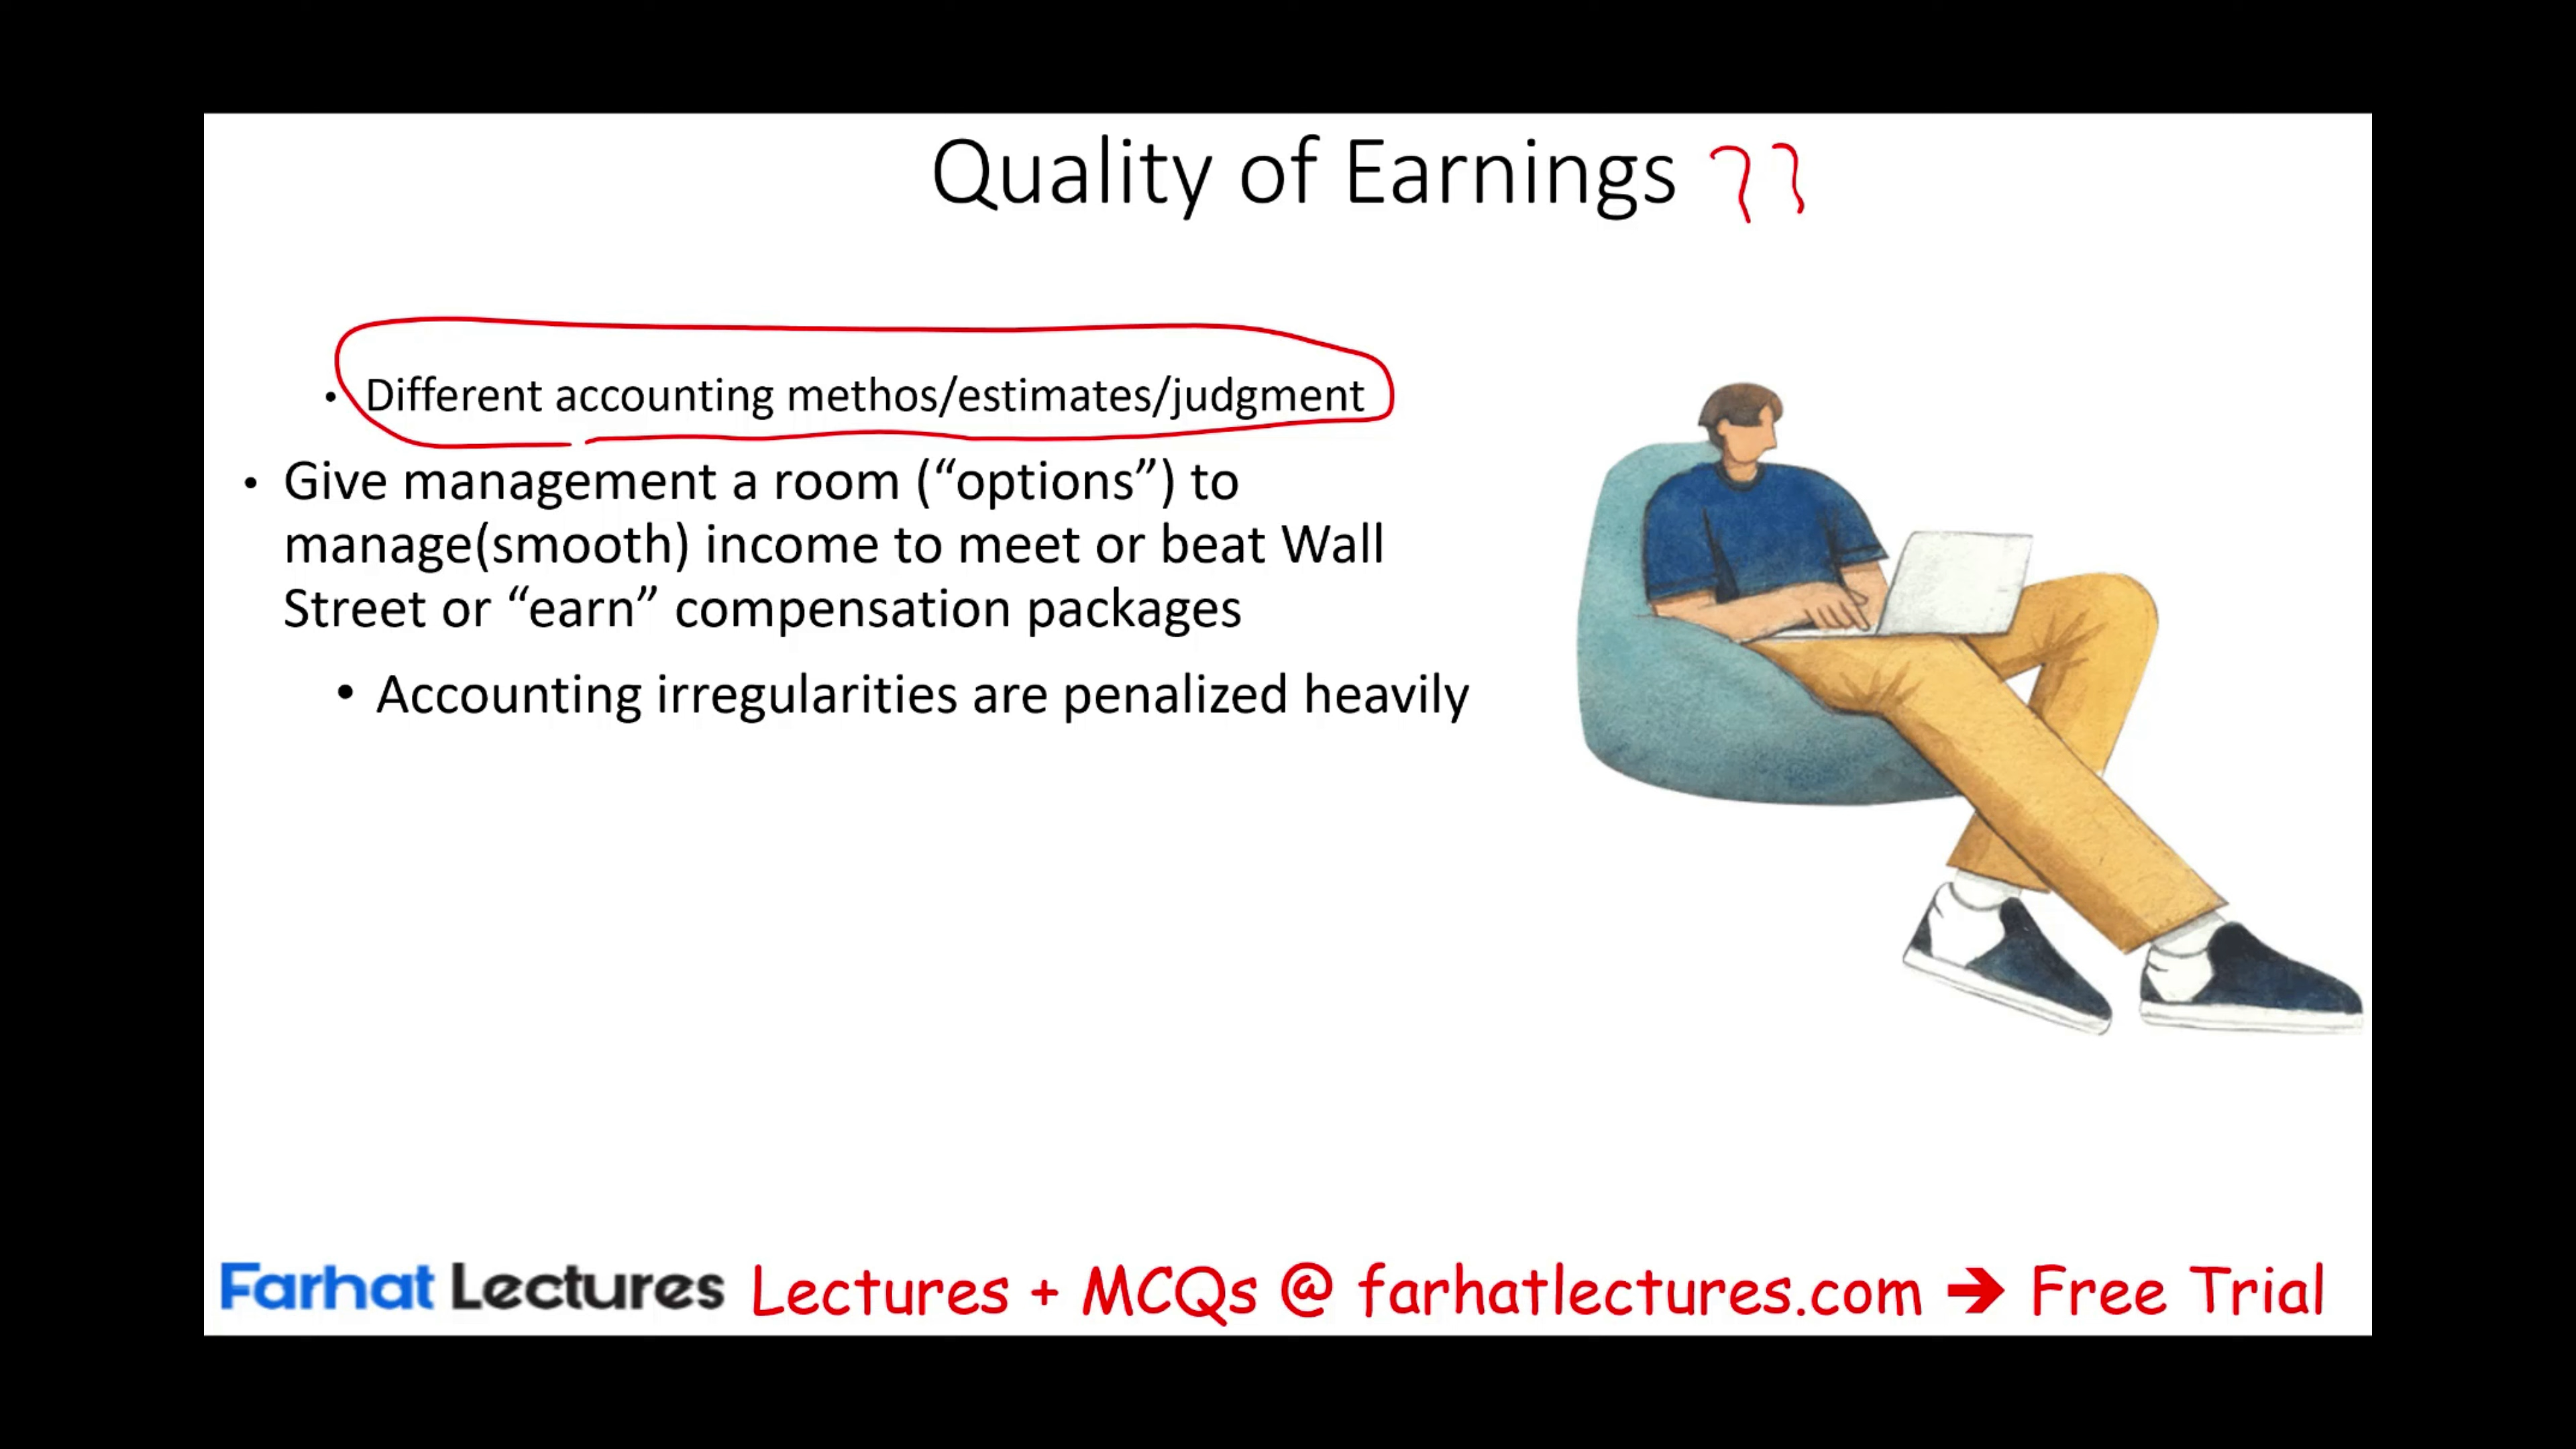 Quality of Earnings ??
• Different accounting methos/estimates/judgment
• Give management a room (“options”) to
manage(smooth) income to meet or beat Wall
Street or “earn” compensation packages
• Accounting irregularities are penalized heavily
Farhat Lectures Lectures + MCQs @ farhatlectures.com ➔ Free Trial